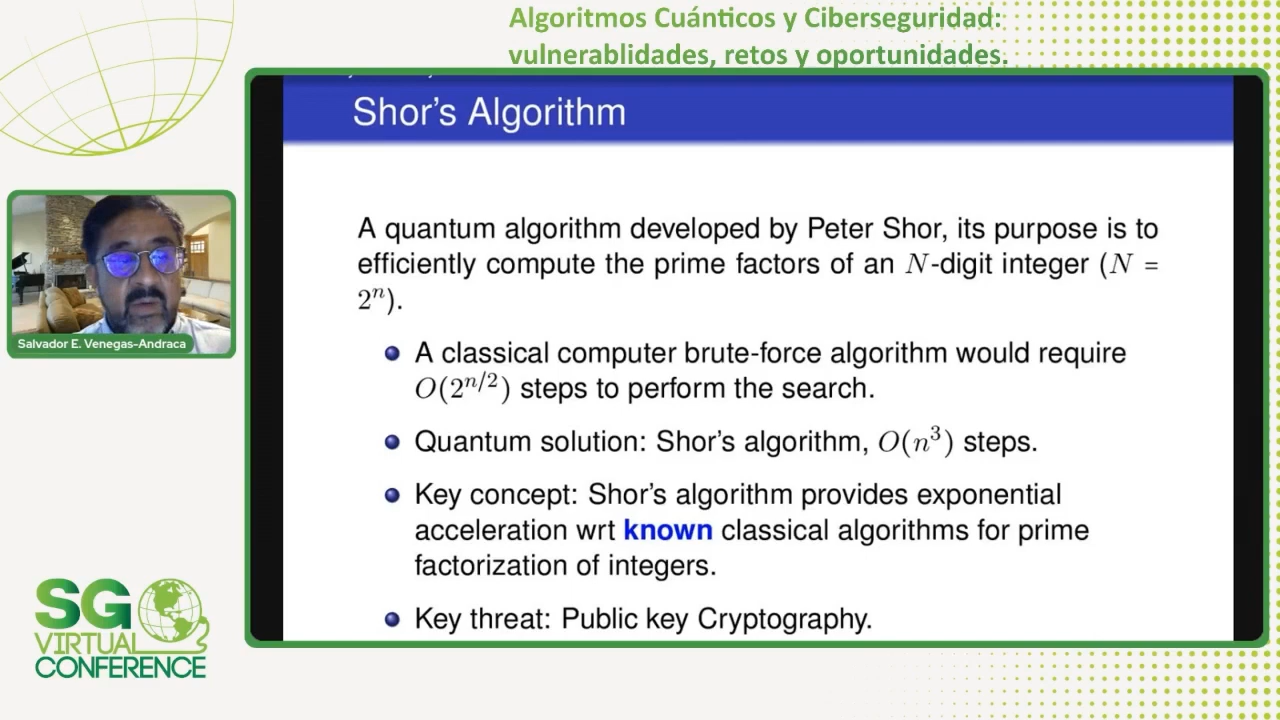 Algoritmos Cuánticos y Ciberseguridad:
vulnerablidades, retos y oportunidades.
Shor's Algorithm
A quantum algorithm developed by Peter Shor, its purpose is to
efficiently compute the prime factors of an N-digit integer (N =
2ⁿ).
A classical computer brute-force algorithm would require
O(2^{n/2}) steps to perform the search.
Quantum solution: Shor's algorithm, O(n³) steps.
Key concept: Shor's algorithm provides exponential
acceleration wrt known classical algorithms for prime
factorization of integers.
Key threat: Public key Cryptography.
Salvador E. Venegas-Andraca
SG
VIRTUAL
CONFERENCE